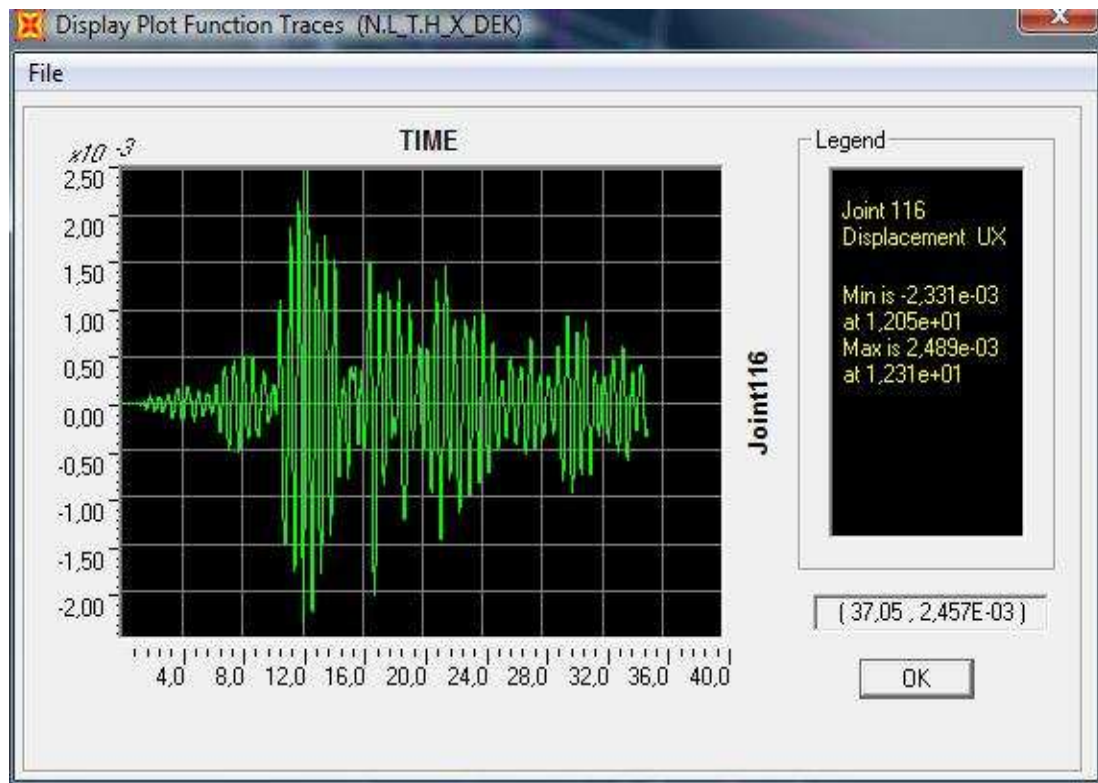 Display Plot Function Traces (N.L_T.H_X_DEK)
File
TIME
x10 -3
2,50
2,00
1,50
1,00
0,50
0,00
-0,50
-1,00
-1,50
-2,00
4,0 8,0 12,0 16,0 20,0 24,0 28,0 32,0 36,0 40,0
Joint116
Legend
Joint 116
Displacement UX
Min is -2,331e-03
at 1,205e+01
Max is 2,489e-03
at 1,231e+01
( 37,05 , 2,457E-03 )
OK